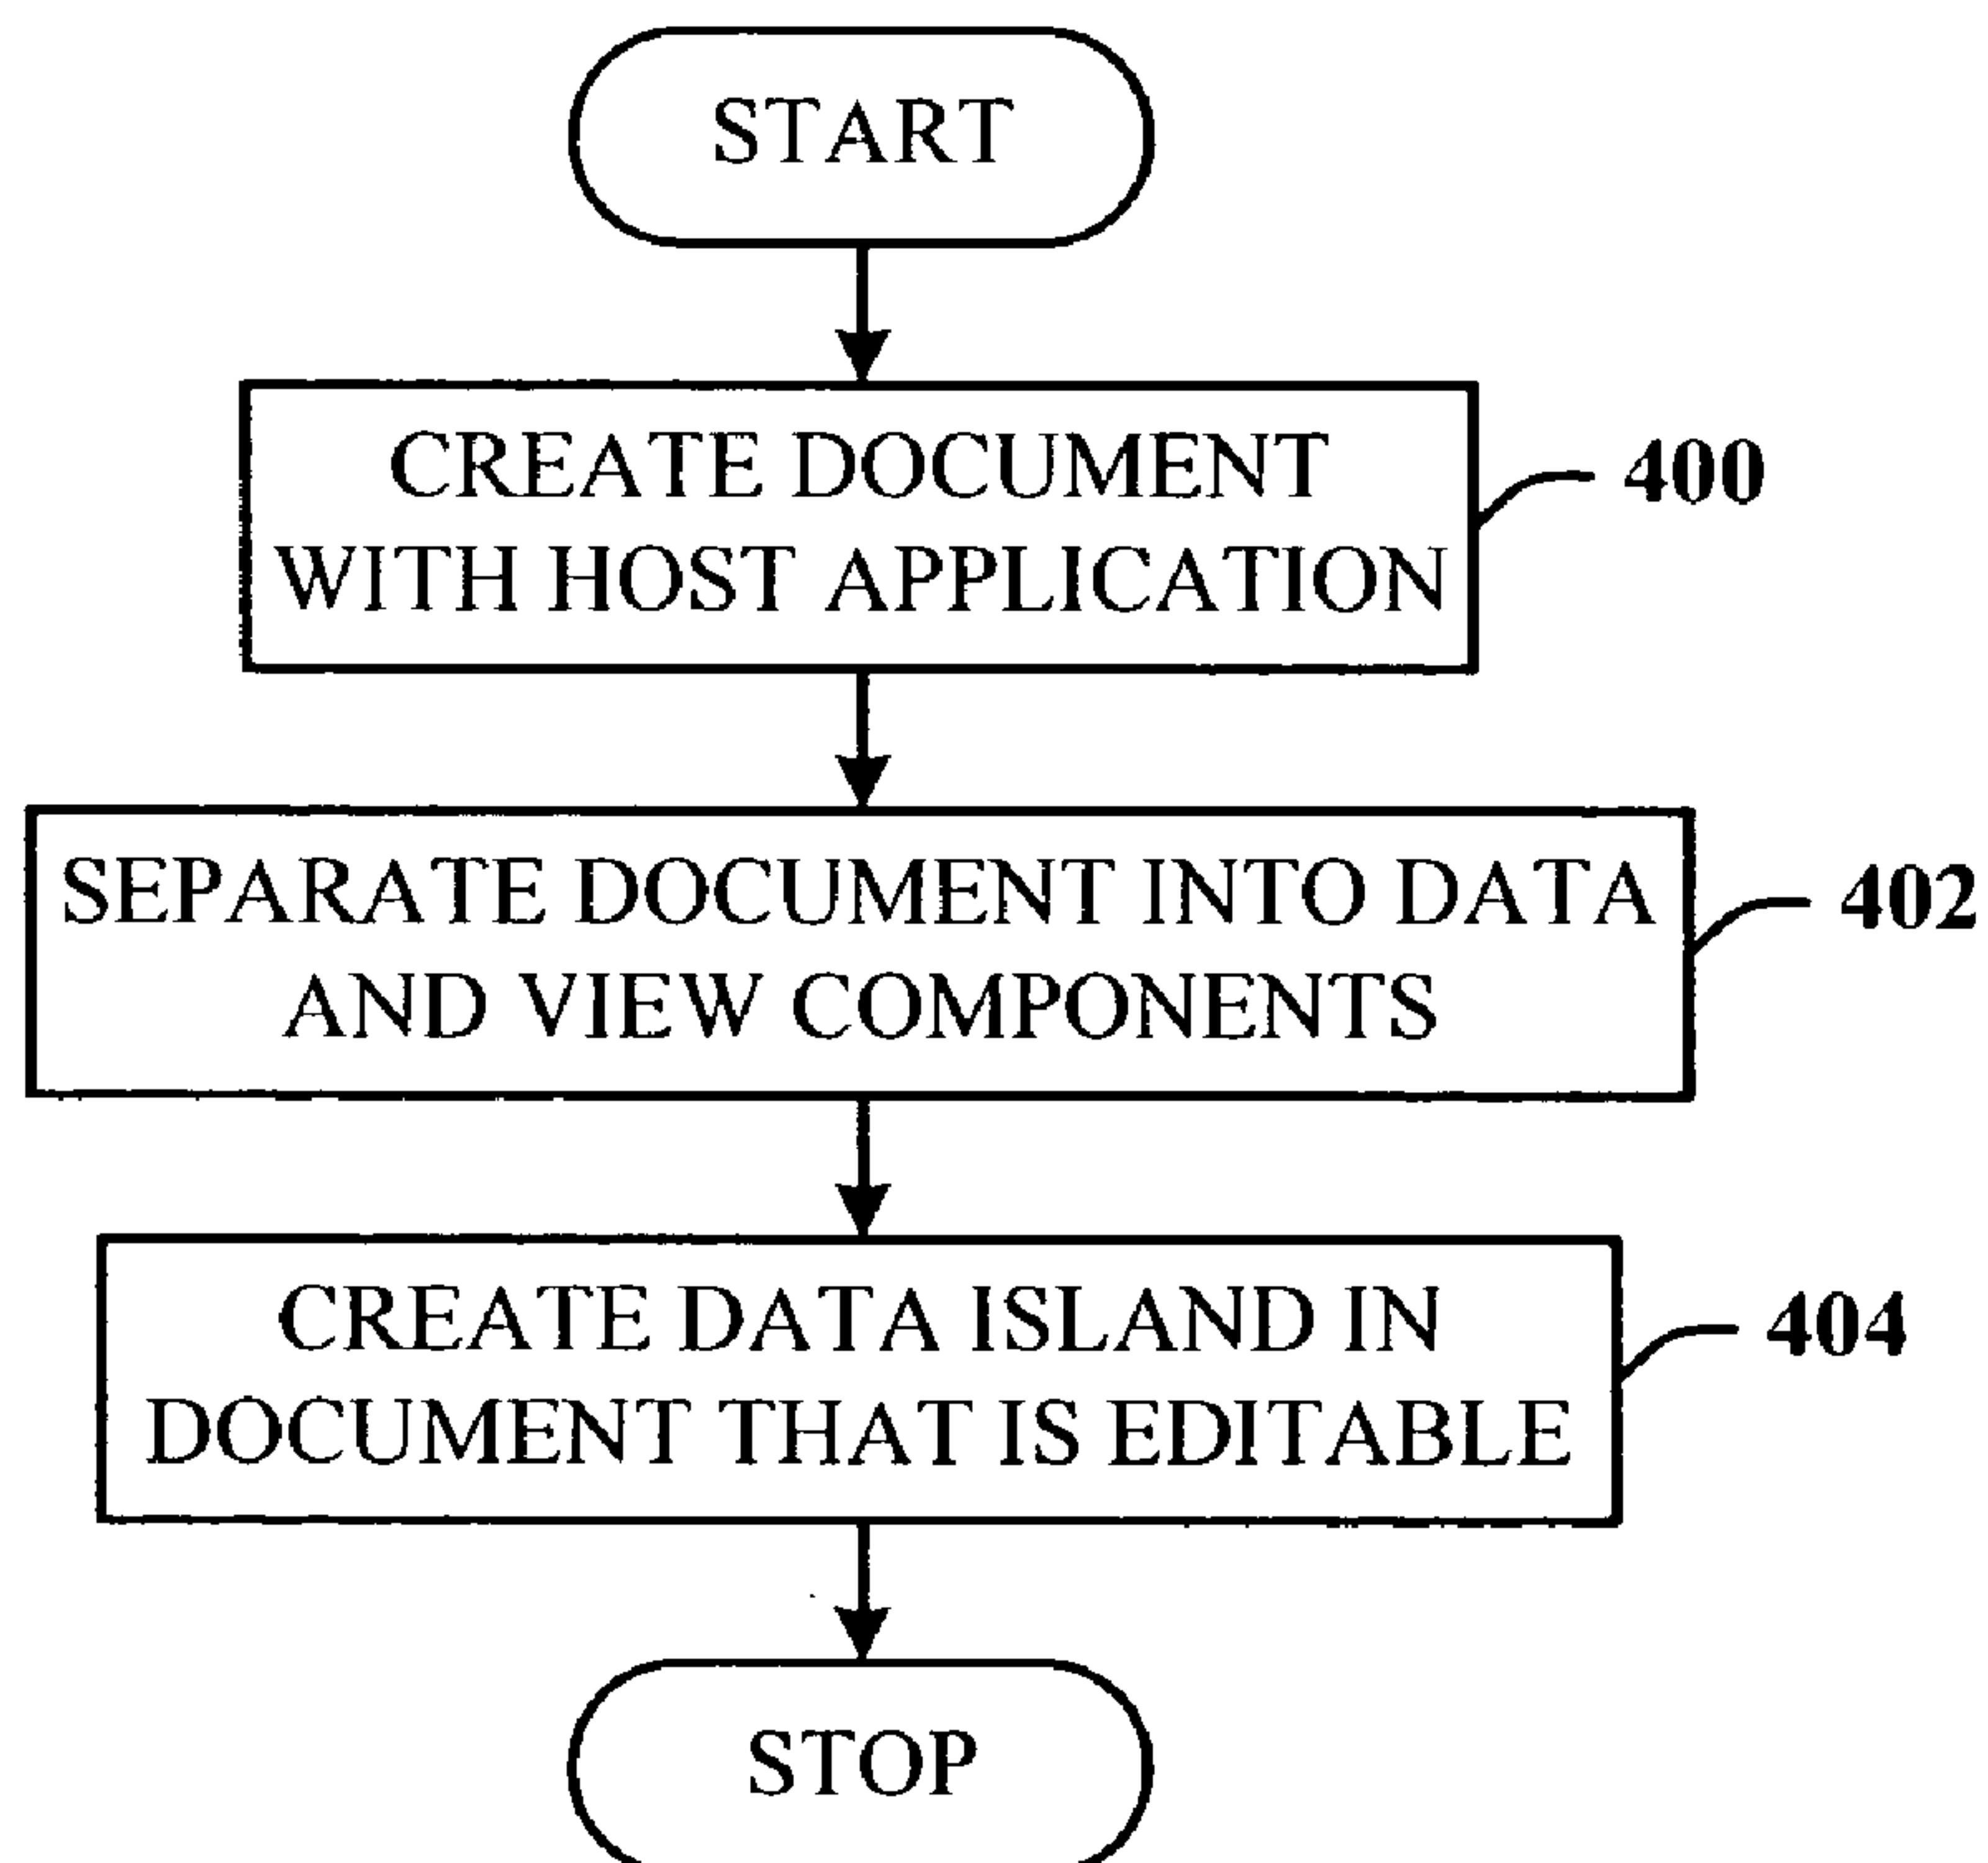 START
CREATE DOCUMENT
WITH HOST APPLICATION
400
SEPARATE DOCUMENT INTO DATA
AND VIEW COMPONENTS
402
CREATE DATA ISLAND IN
DOCUMENT THAT IS EDITABLE
404
STOP